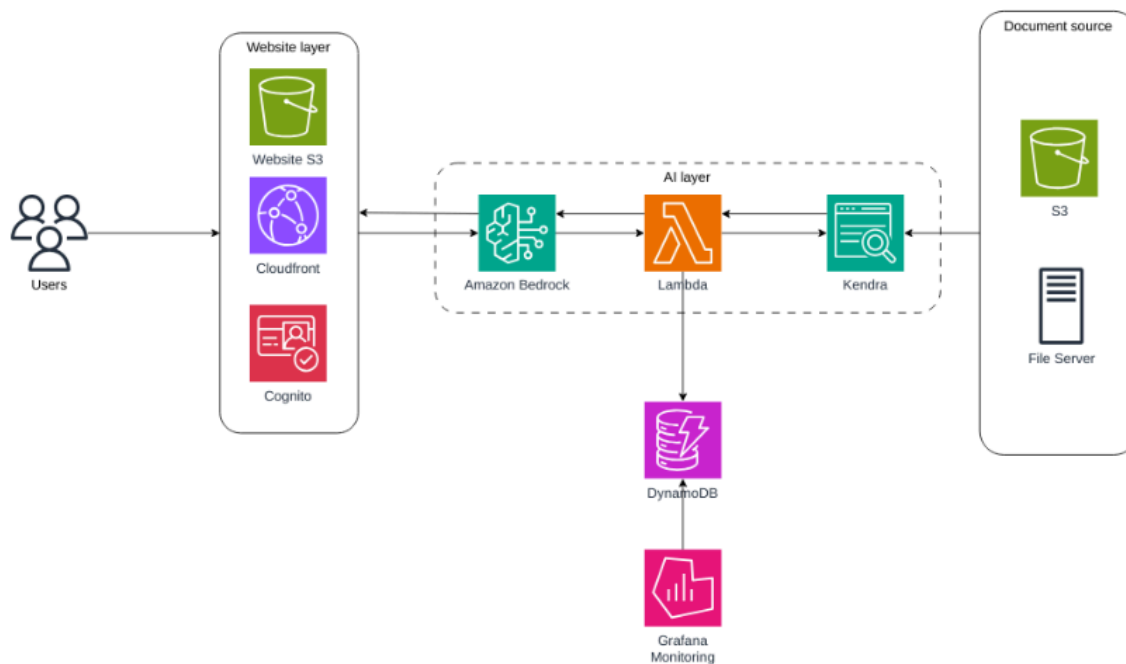 Website layer
Document source
Website S3
AI layer
S3
Cloudfront
Users
Amazon Bedrock
Lambda
Kendra
File Server
Cognito
DynamoDB
Grafana
Monitoring